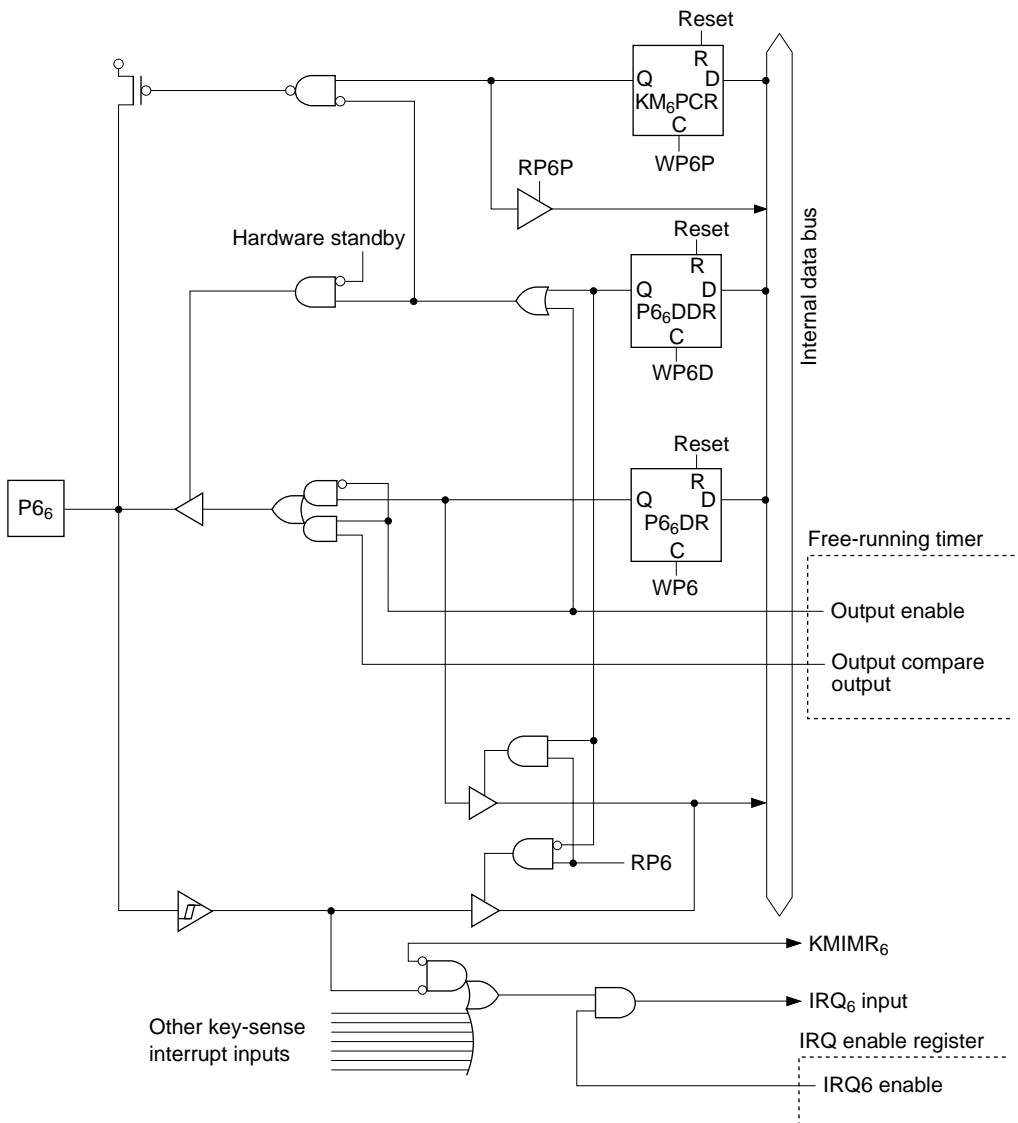 Reset
R
Q D
KM₆PCR
C
WP6P
RP6P
Hardware standby
Reset
R
Q D
P6₆DDR
C
WP6D
Internal data bus
Reset
R
Q D
P6₆DR
C
WP6
P6₆
Free-running timer
Output enable
Output compare
output
RP6
KMIMR₆
IRQ₆ input
Other key-sense
interrupt inputs
IRQ enable register
IRQ6 enable